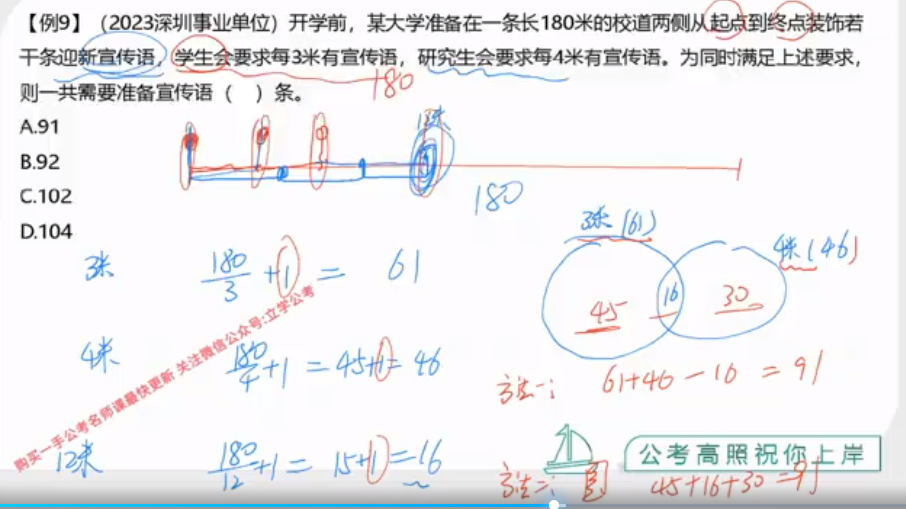 【例9】（2023深圳事业单位）开学前，某大学准备在一条长180米的校道两侧从起点到终点装饰若
干条迎新宣传语，学生会要求每3米有宣传语，研究生会要求每4米有宣传语。为同时满足上述要求，
则一共需要准备宣传语（ ）条。
180
A.91
B.92
C.102
D.104
12米
180
3米(61)
4米(46)
45
16
30
3米 180/3+1 = 61
4米 180/4+1=45+1=46
12米 180/12+1= 15+1=16
方法一: 61+46-16=91
方法二: 45+16+30=91
购买一手公考名师课最快更新 关注微信公众号:立学公考
公考高照祝你上岸